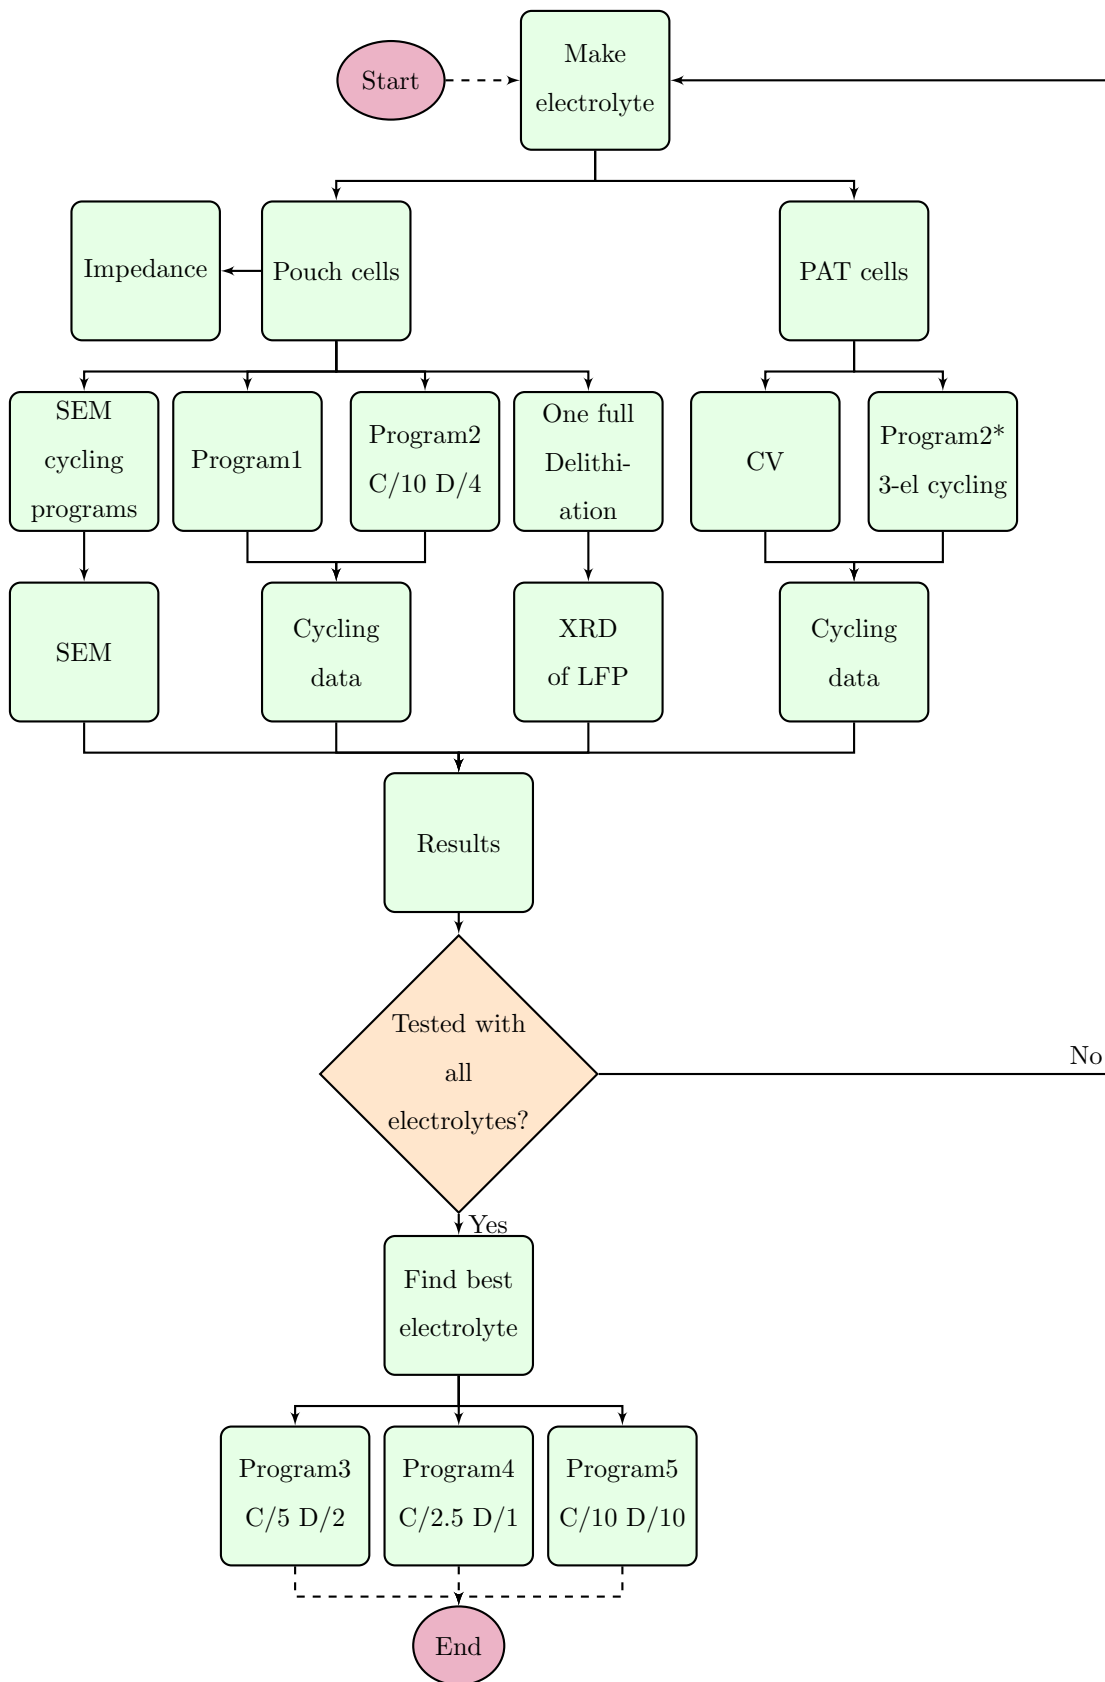 Start
Make
electrolyte
Impedance
Pouch cells
PAT cells
SEM
cycling
programs
Program1
Program2
C/10 D/4
One full
Delithi-
ation
CV
Program2*
3-el cycling
SEM
Cycling
data
XRD
of LFP
Cycling
data
Results
Tested with
all
electrolytes?
No
Yes
Find best
electrolyte
Program3
C/5 D/2
Program4
C/2.5 D/1
Program5
C/10 D/10
End